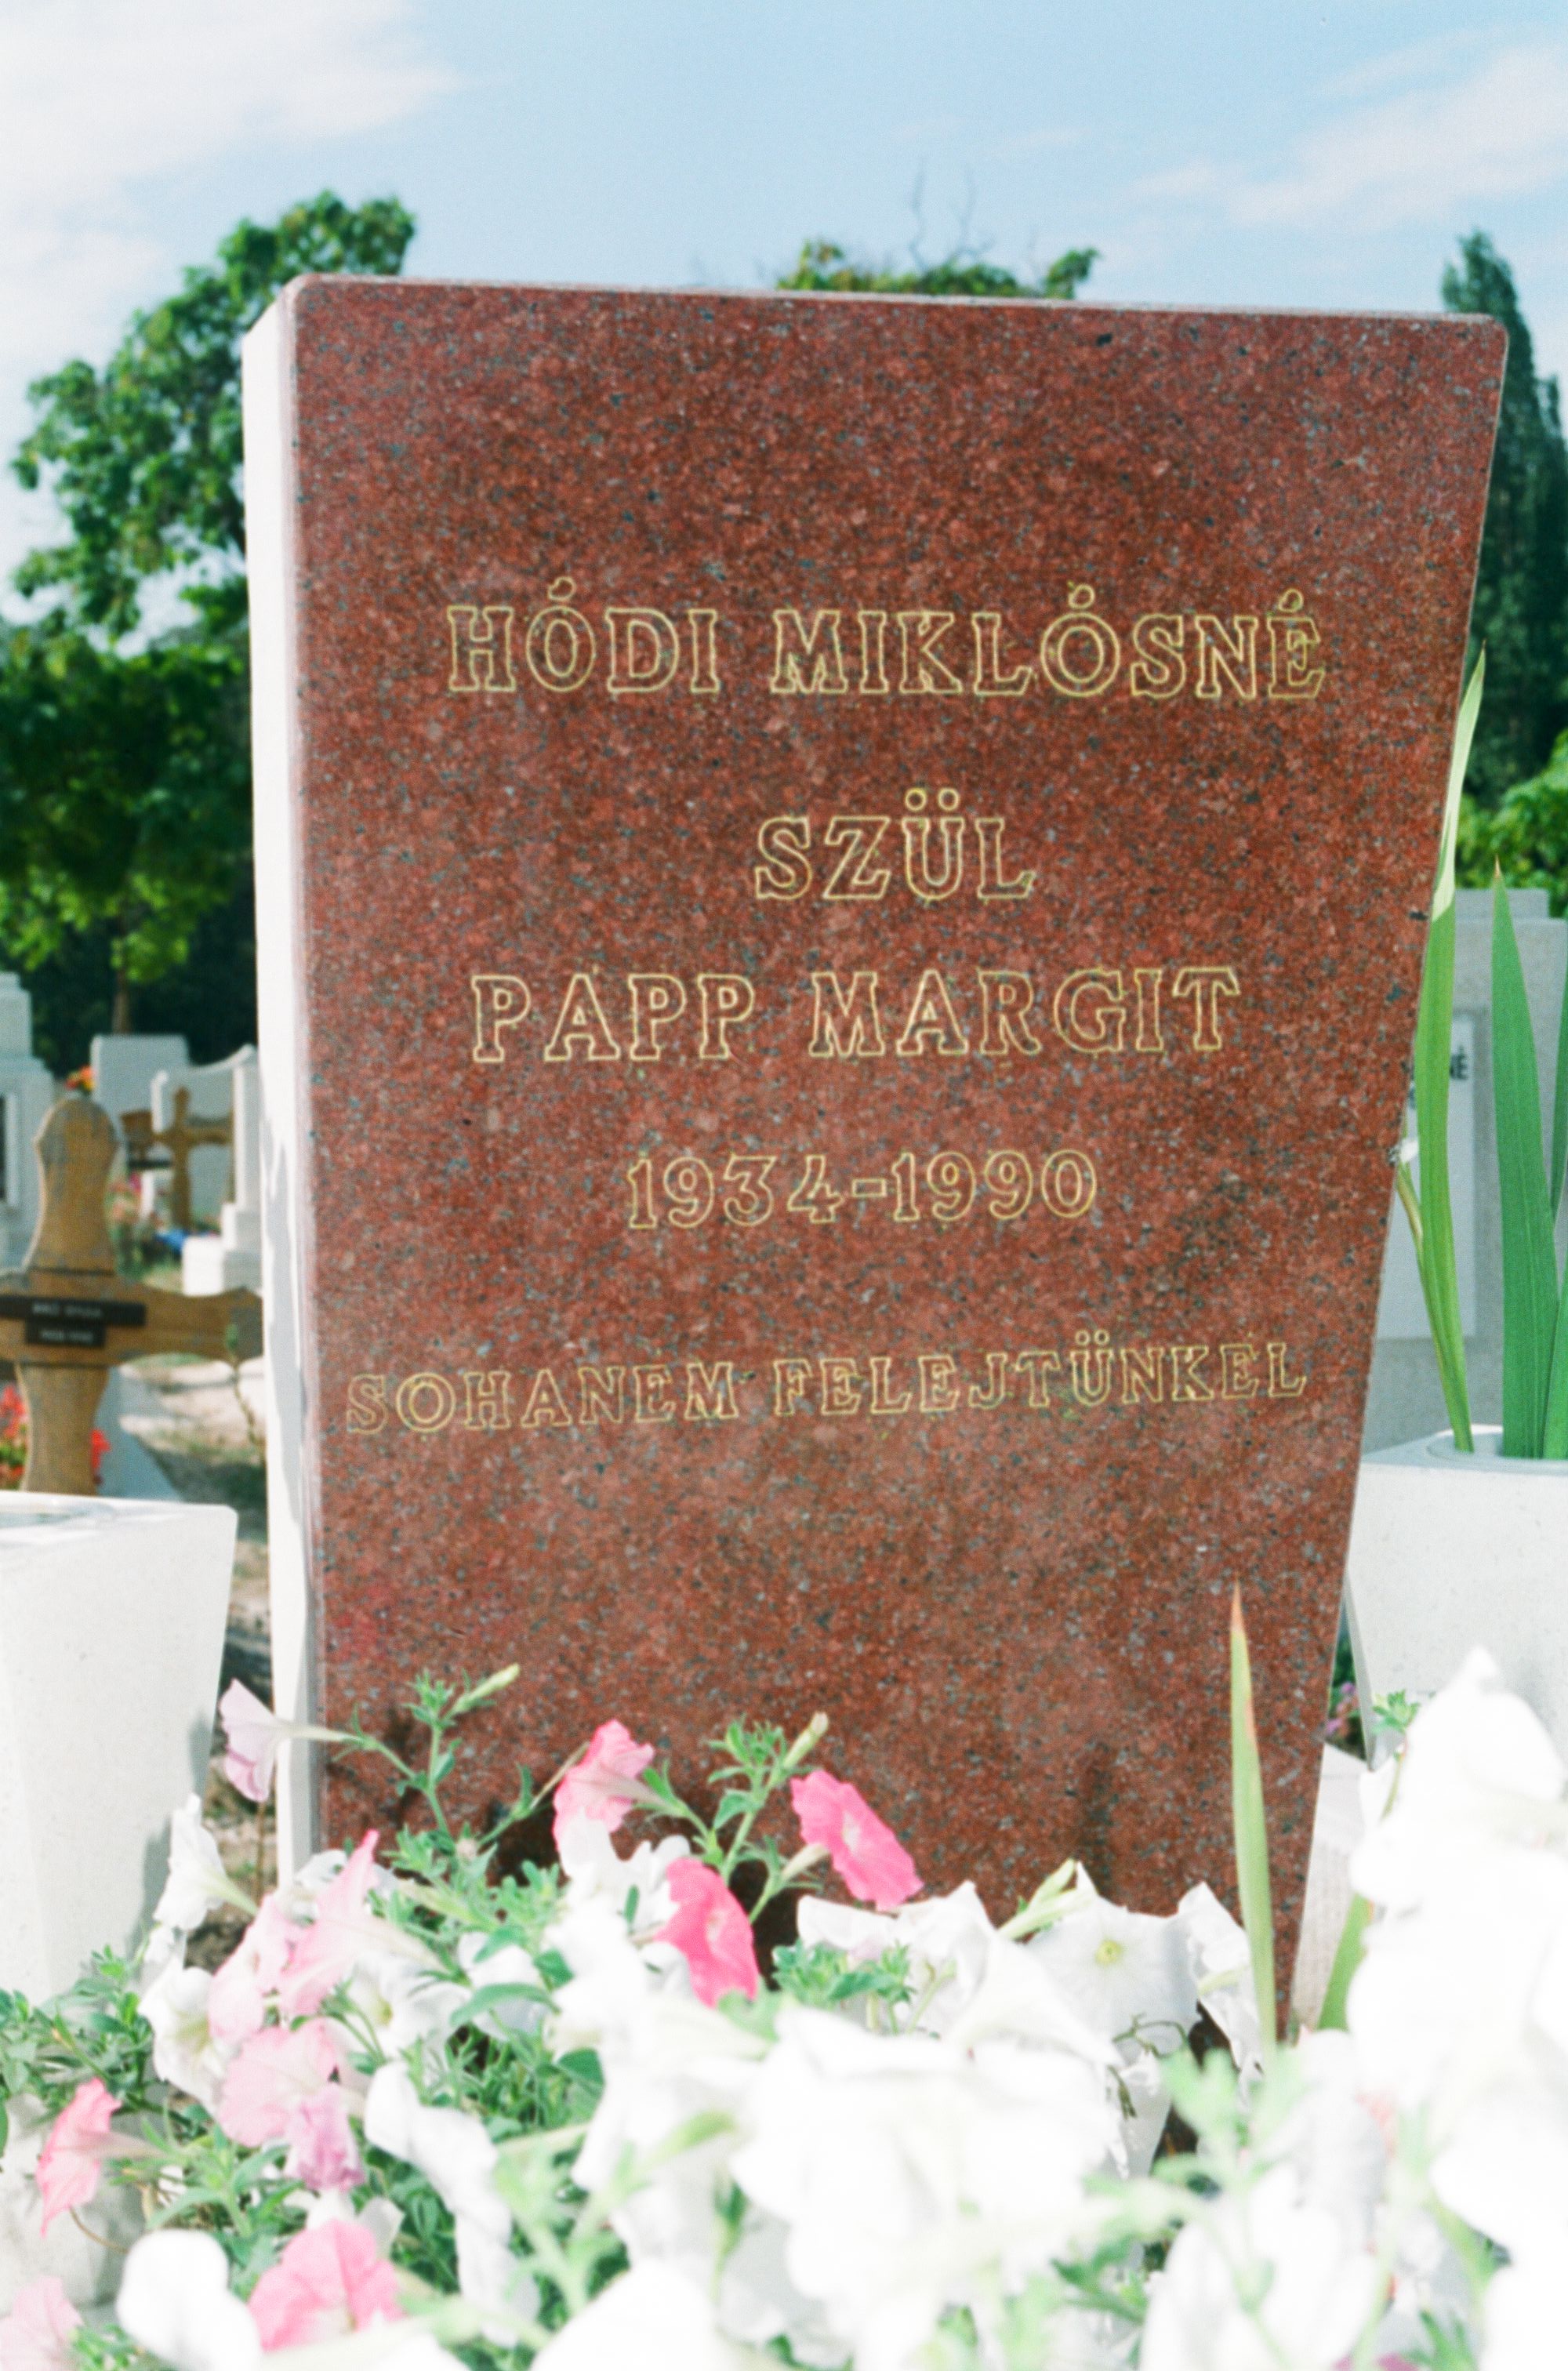 HÓDI MIKLÓSNÉ
SZÜL
PAPP MARGIT
1934-1990
SOHANEM FELEJTÜNKEL